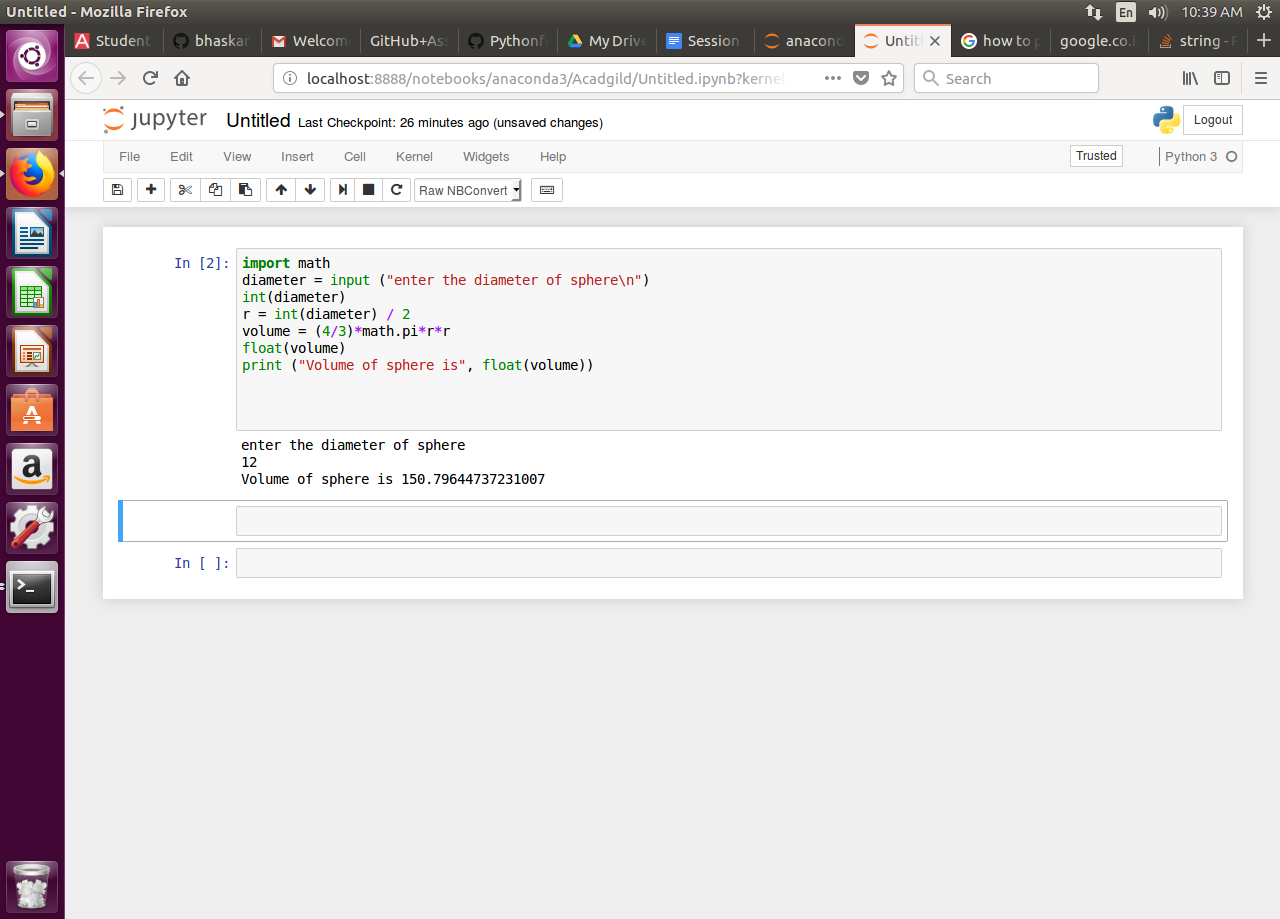 Untitled - Mozilla Firefox
En
10:39 AM
Student
bhaskar
Welcom
GitHub+Ass
Python
My Drive
Session
anacond
Untitl
how to
google.co.
string -
localhost:8888/notebooks/anaconda3/Acadgild/Untitled.ipynb?kernel
Search
jupyter
Untitled
Last Checkpoint: 26 minutes ago (unsaved changes)
Logout
File
Edit
View
Insert
Cell
Kernel
Widgets
Help
Trusted
Python 3
Raw NBConvert
In [2]:
import math
diameter = input ("enter the diameter of sphere\n")
int(diameter)
r = int(diameter) / 2
volume = (4/3)*math.pi*r*r
float(volume)
print ("Volume of sphere is", float(volume))
enter the diameter of sphere
12
Volume of sphere is 150.79644737231007
In [ ]: